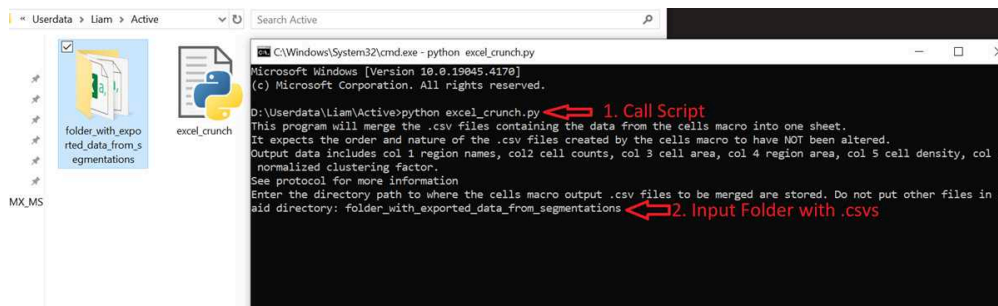 « Userdata > Liam > Active
Search Active
folder_with_expo
rted_data_from_s
egmentations
excel_crunch
MX_MS
C:\Windows\System32\cmd.exe - python excel_crunch.py
Microsoft Windows [Version 10.0.19045.4170]
(c) Microsoft Corporation. All rights reserved.
D:\Userdata\Liam\Active>python excel_crunch.py 1. Call Script
This program will merge the .csv files containing the data from the cells macro into one sheet.
It expects the order and nature of the .csv files created by the cells macro to have NOT been altered.
Output data includes col 1 region names, col2 cell counts, col 3 cell area, col 4 region area, col 5 cell density, col
normalized clustering factor.
See protocol for more information
Enter the directory path to where the cells macro output .csv files to be merged are stored. Do not put other files in
aid directory: folder_with_exported_data_from_segmentations 2. Input Folder with .csvs